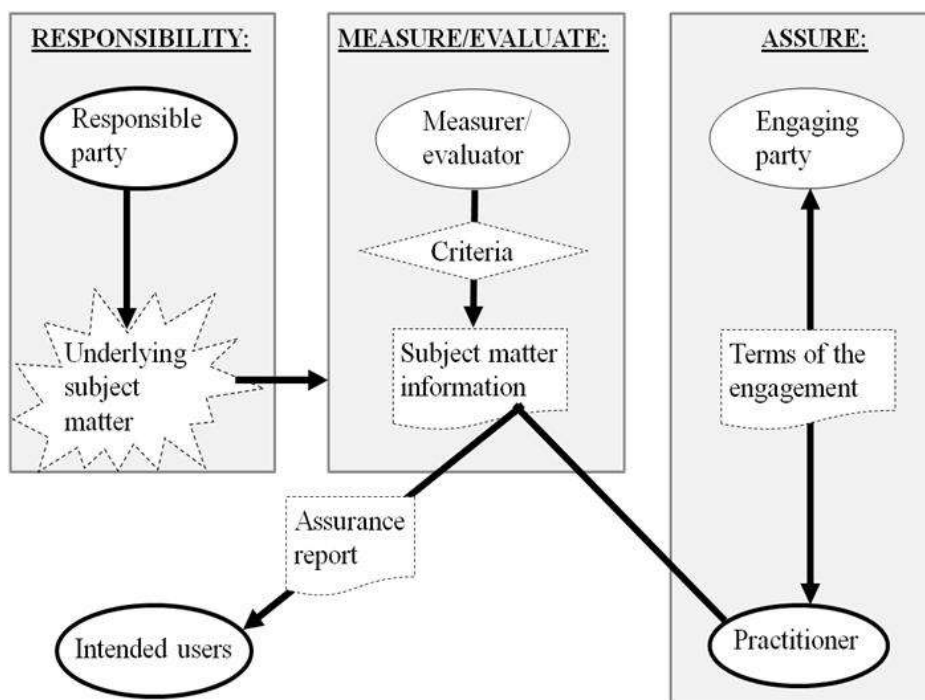 RESPONSIBILITY:
Responsible
party
Underlying
subject
matter
MEASURE/EVALUATE:
Measurer/
evaluator
Criteria
Subject matter
information
ASSURE:
Engaging
party
Terms of the
engagement
Practitioner
Assurance
report
Intended users